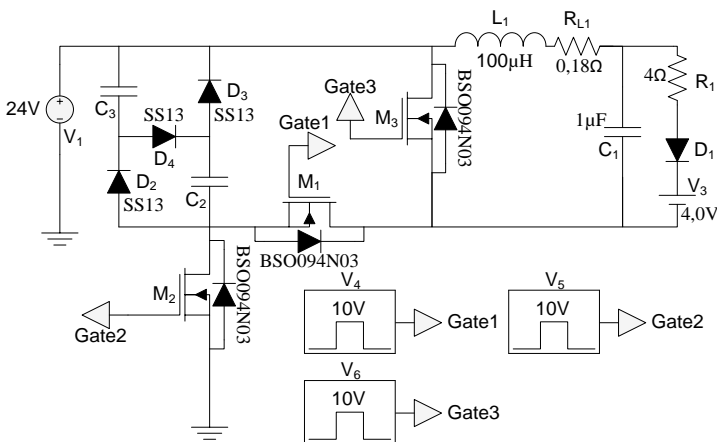 L1
100µH
RL1
0,18Ω
4Ω
R1
D3
SS13
C3
D4
24V
V1
D2
SS13
C2
Gate3
Gate1
M3
BSO094N03
M1
BSO094N03
1µF
C1
D1
V3
4,0V
M2
BSO094N03
Gate2
V4
10V
Gate1
V5
10V
Gate2
V6
10V
Gate3